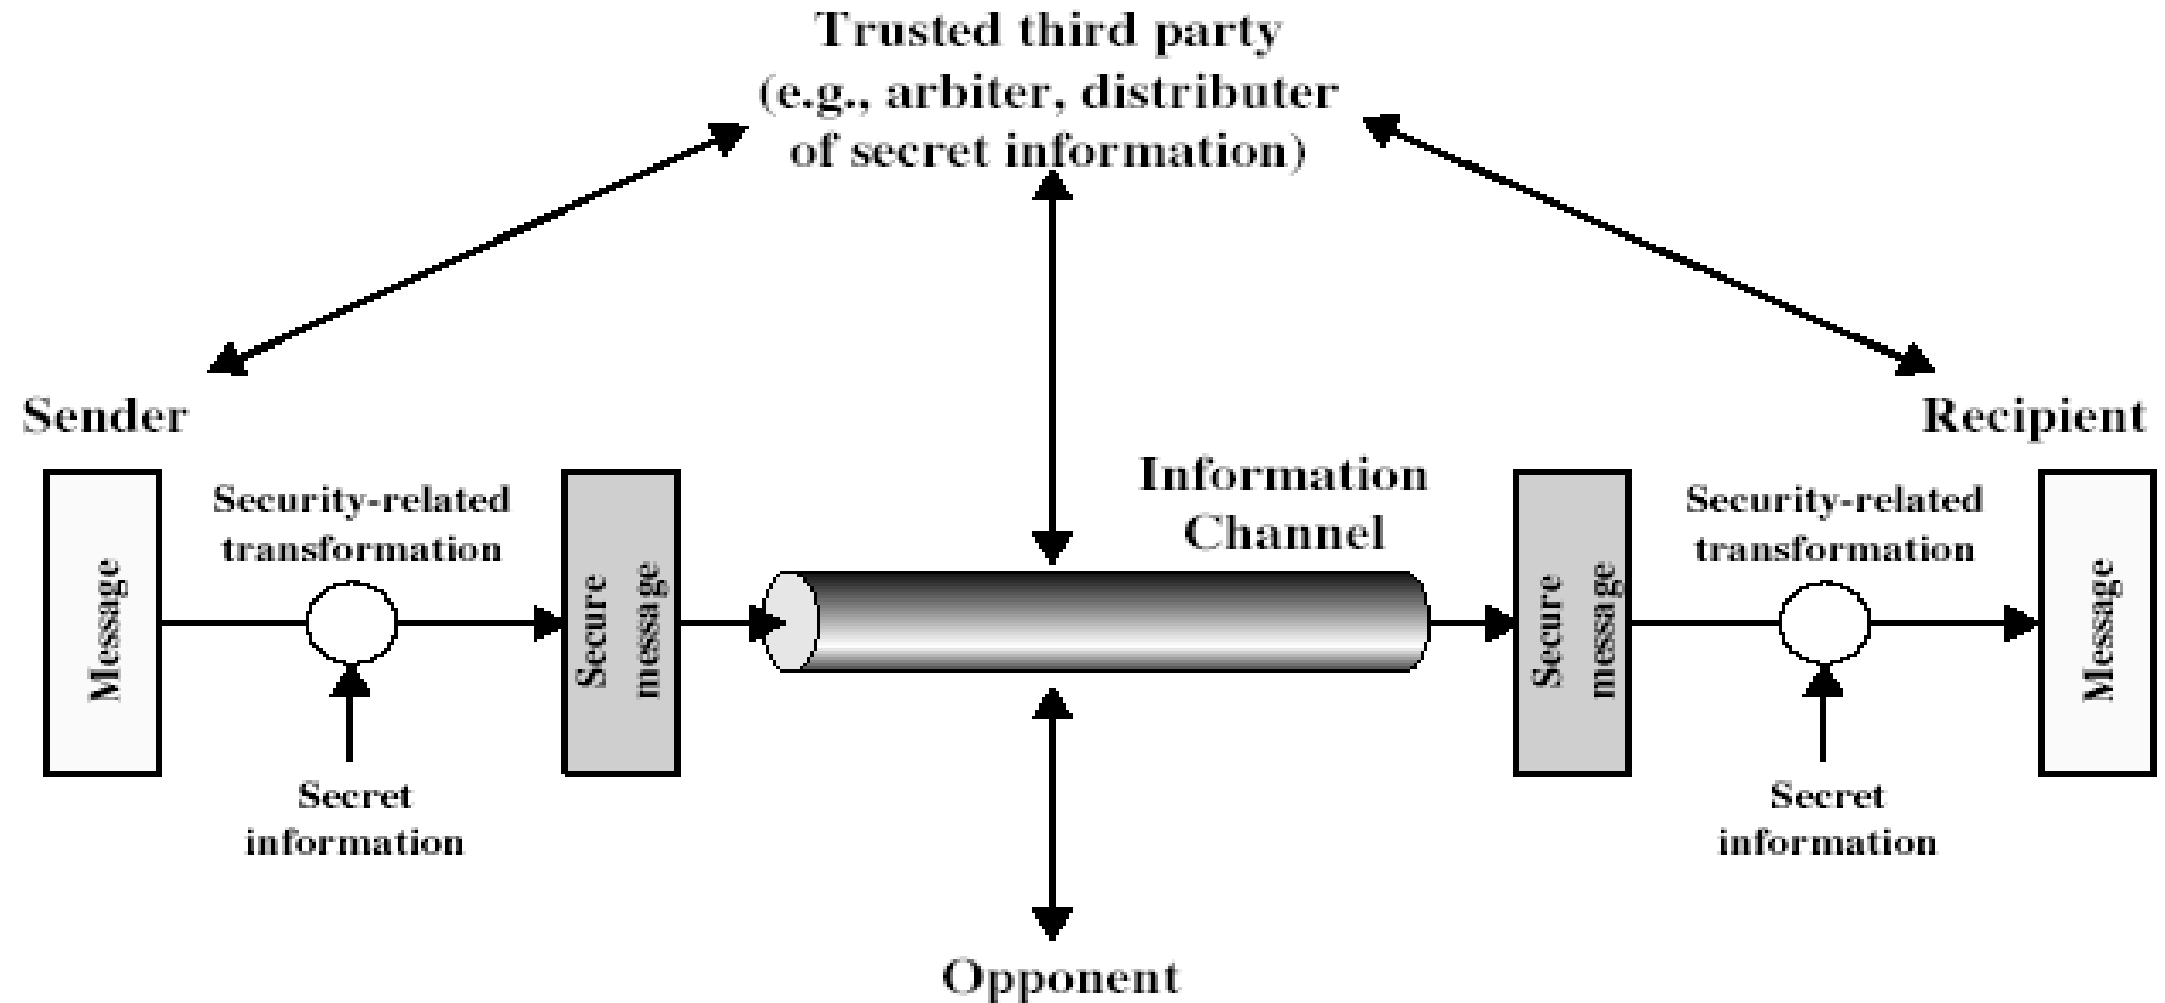 Trusted third party
(e.g., arbiter, distributer
of secret information)
Sender
Recipient
Information
Channel
Security-related
transformation
Security-related
transformation
Message
Secure
message
Secure
message
Message
Secret
information
Secret
information
Opponent